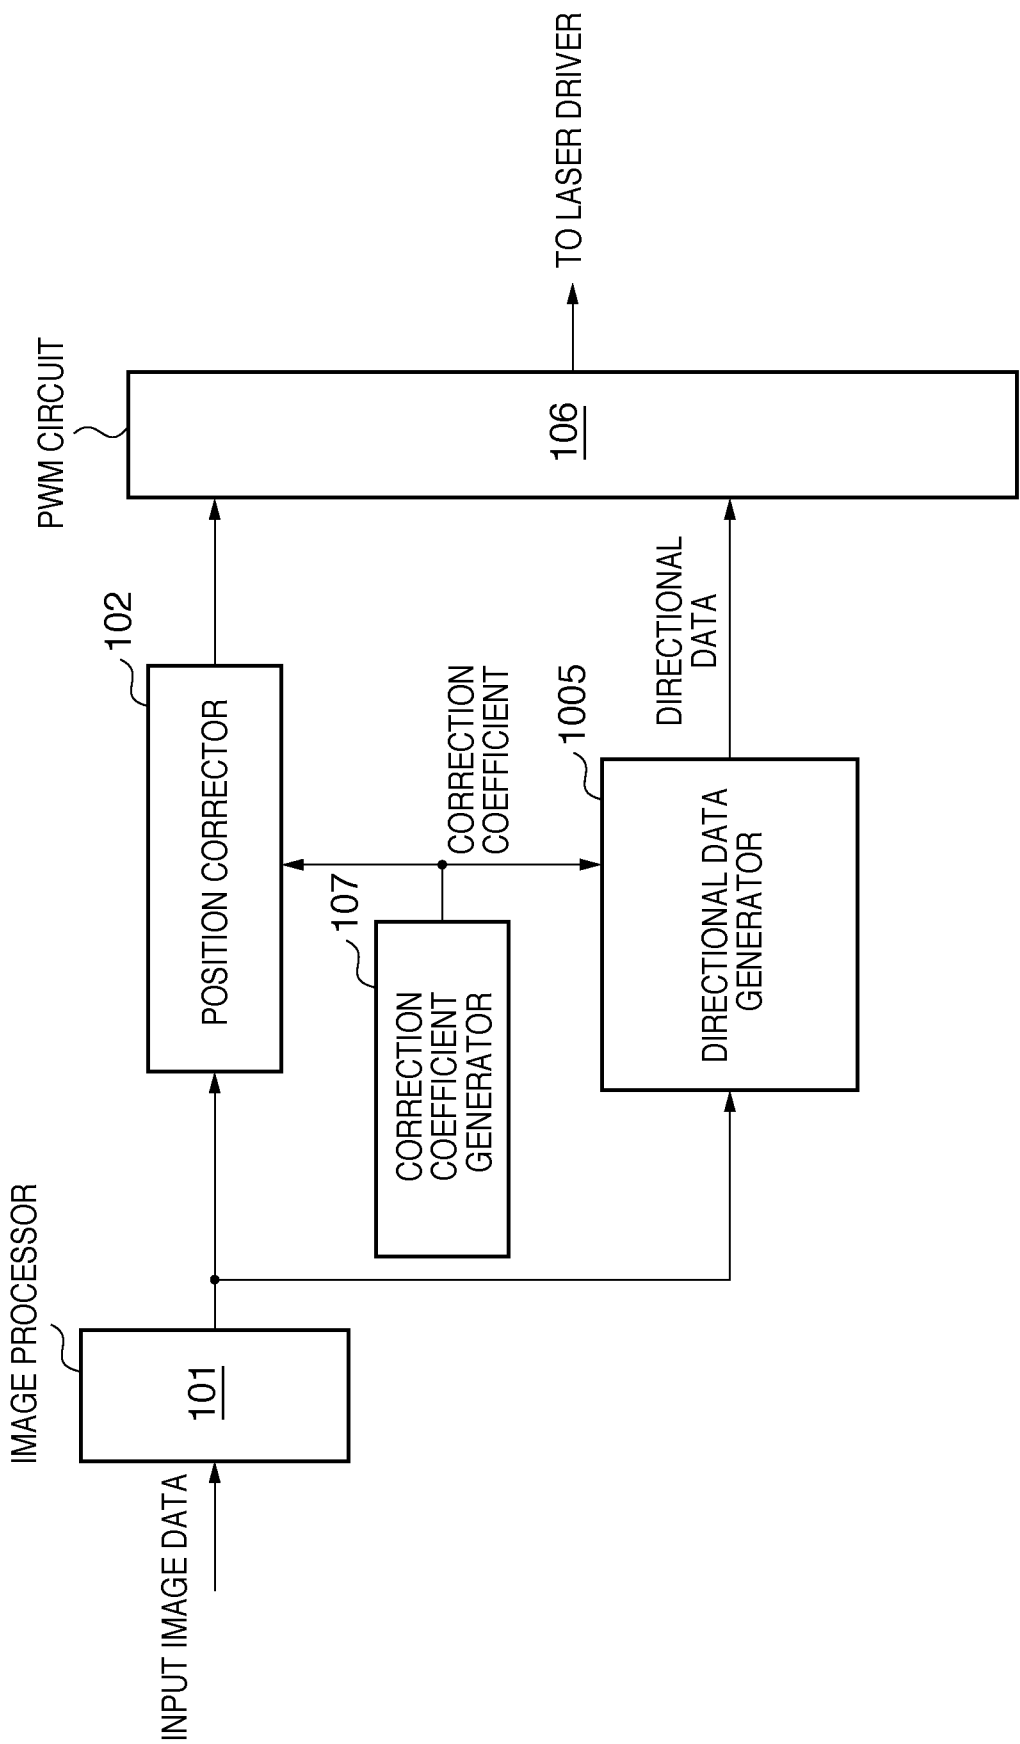 INPUT IMAGE DATA
IMAGE PROCESSOR
101
102
POSITION CORRECTOR
107
CORRECTION
COEFFICIENT
GENERATOR
CORRECTION
COEFFICIENT
1005
DIRECTIONAL DATA
GENERATOR
DIRECTIONAL
DATA
PWM CIRCUIT
106
TO LASER DRIVER